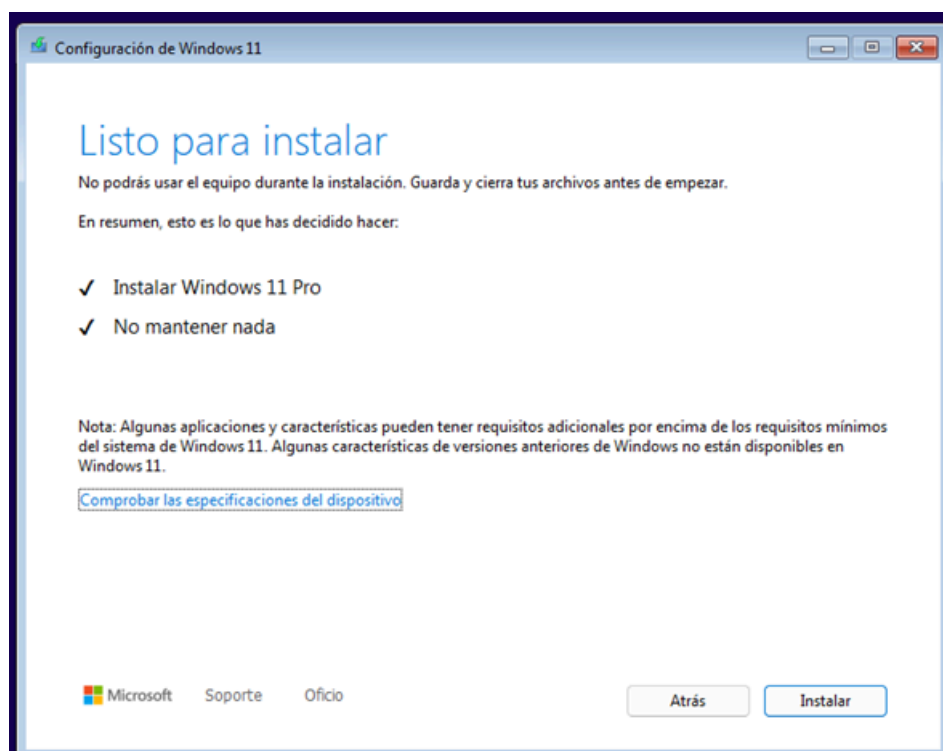 Configuración de Windows 11
Listo para instalar
No podrás usar el equipo durante la instalación. Guarda y cierra tus archivos antes de empezar.
En resumen, esto es lo que has decidido hacer:
✓ Instalar Windows 11 Pro
✓ No mantener nada
Nota: Algunas aplicaciones y características pueden tener requisitos adicionales por encima de los requisitos mínimos
del sistema de Windows 11. Algunas características de versiones anteriores de Windows no están disponibles en
Windows 11.
Comprobar las especificaciones del dispositivo
Microsoft Soporte Oficio Atrás Instalar